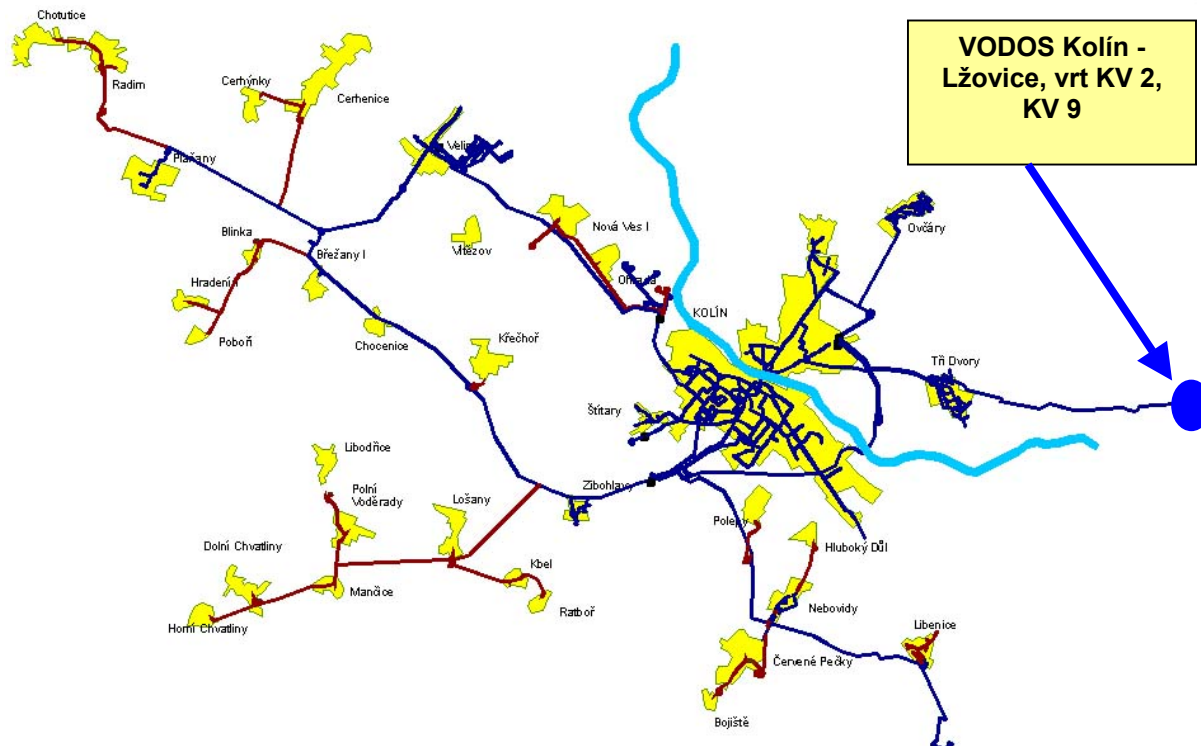 Chotutice
VODOS Kolín -
Lžovice, vrt KV 2,
KV 9
Radim
Cerhýnky
Cerhenice
Plaňany
Velim
Ovčáry
Blinka
Břežany I
Vítězov
Nová Ves I
Ohrada
Hradenín
KOLÍN
Poboří
Chocenice
Křečhoř
Tři Dvory
Štítary
Libodřice
Polní
Voděrady
Lošany
Zibohlavy
Polepy
Hluboký Důl
Dolní Chvatliny
Mančice
Kbel
Ratboř
Nebovidy
Horní Chvatliny
Libenice
Červené Pečky
Bojiště